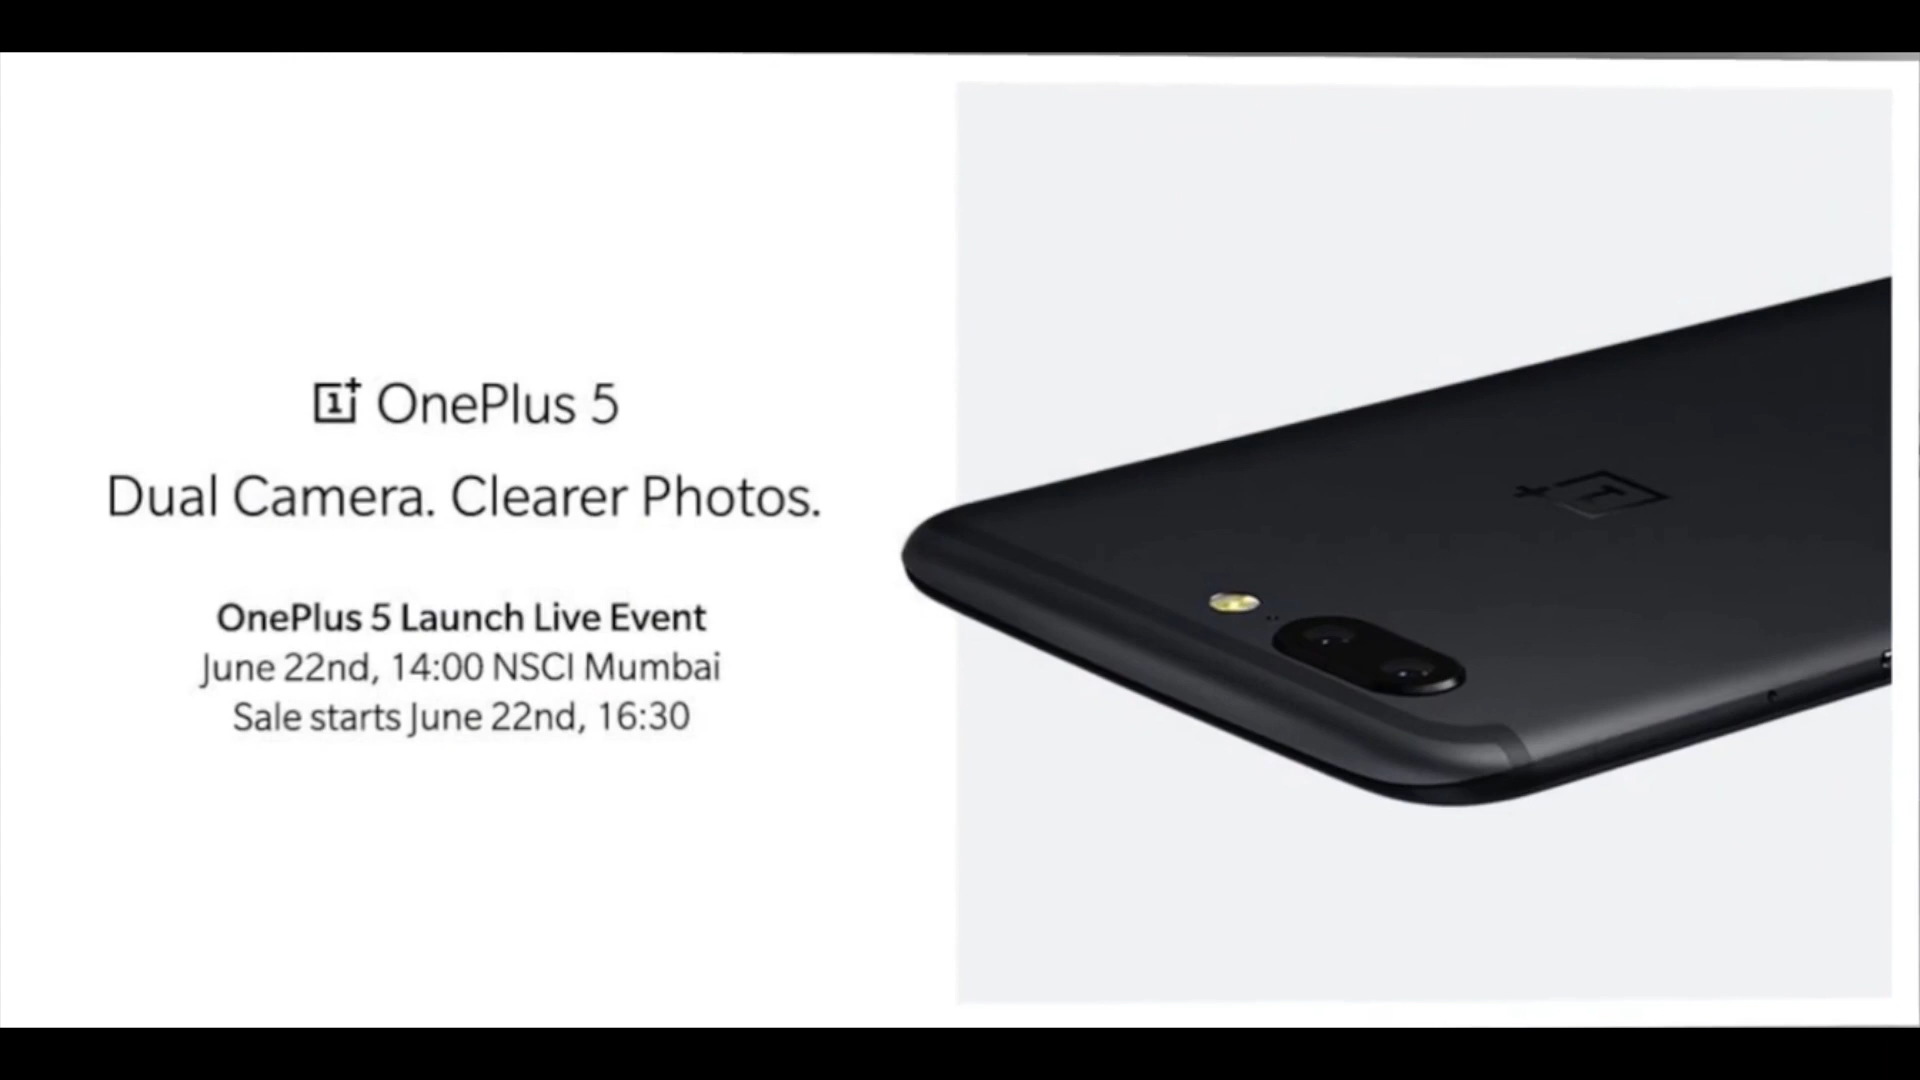 OnePlus 5
Dual Camera. Clearer Photos.
OnePlus 5 Launch Live Event
June 22nd, 14:00 NSCI Mumbai
Sale starts June 22nd, 16:30